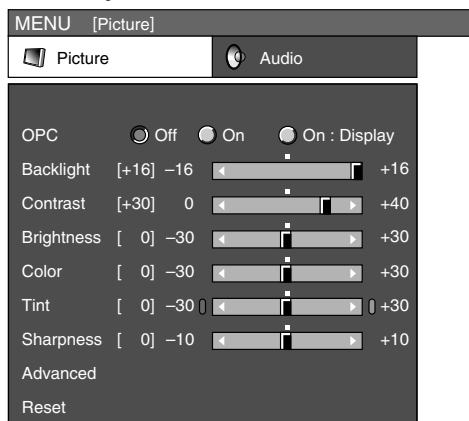 MENU [Picture]
Picture Audio
OPC Off On On : Display
Backlight [+16] –16 +16
Contrast [+30] 0 +40
Brightness [ 0] –30 +30
Color [ 0] –30 +30
Tint [ 0] –30 +30
Sharpness [ 0] –10 +10
Advanced
Reset